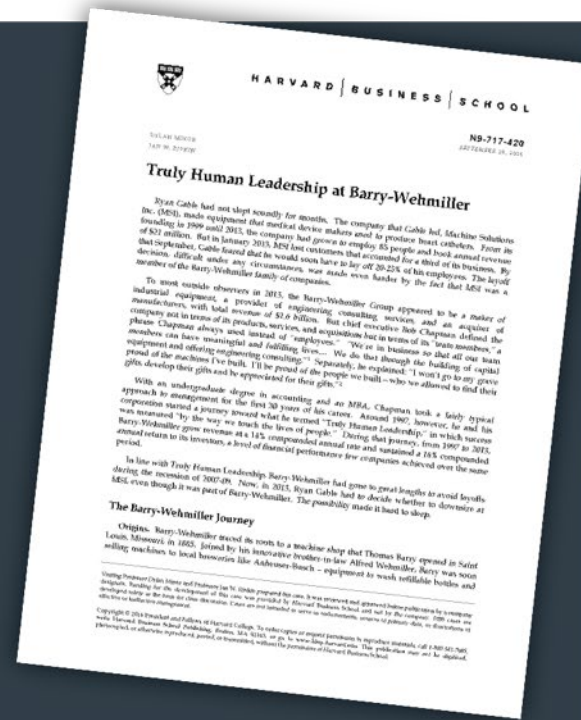 HARVARD | BUSINESS | SCHOOL
N9-717-420
Truly Human Leadership at Barry-Wehmiller
Ryan Gable had not slept soundly for months. The company that Gable led, Machine Solutions
Inc. (MSI), made equipment that medical device makers used to produce heart catheters. From its
founding in 1999 until 2013, the company had grown to employ 85 people and book annual revenue
of $21 million. But in January 2013, MSI lost customers that accounted for a third of its business. By
that September, Gable feared that he would soon have to lay off 20-25% of his employees. The layoff
decision, difficult under any circumstances, was made even harder by the fact that MSI was a
member of the Barry-Wehmiller family of companies.
To most outside observers in 2013, the Barry-Wehmiller Group appeared to be a maker of
industrial equipment, a provider of engineering consulting services, and an acquirer of
manufacturers, with total revenue of $1.6 billion. But chief executive Bob Chapman defined the
company not in terms of its products, services, and acquisitions but in terms of its "team members," a
phrase Chapman always used instead of "employees." "We're in business so that all our team
members can have meaningful and fulfilling lives.... We do that through the building of capital
equipment and offering engineering consulting." Separately, he explained: "I won't go to my grave
proud of the machines I've built. I'll be proud of the people we built – who we allowed to find their
gifts, develop their gifts and be appreciated for their gifts."
With an undergraduate degree in accounting and an MBA, Chapman took a fairly typical
approach to management for the first 20 years of his career. Around 1997, however, he and his
corporation started a journey toward what he termed "Truly Human Leadership," in which success
was measured "by the way we touch the lives of people." During that journey, from 1997 to 2013,
Barry-Wehmiller grew revenue at a 14% compounded annual rate and sustained a 16% compounded
annual return to its investors, a level of financial performance few companies achieved over the same
period.
In line with Truly Human Leadership, Barry-Wehmiller had gone to great lengths to avoid layoffs
during the recession of 2007-09. Now, in 2013, Ryan Gable had to decide whether to downsize at
MSI, even though it was part of Barry-Wehmiller. The possibility made it hard to sleep.
The Barry-Wehmiller Journey
Origins. Barry-Wehmiller traced its roots to a machine shop that Thomas Barry opened in Saint
Louis, Missouri, in 1885. Joined by his innovative brother-in-law Alfred Wehmiller, Barry was soon
selling machines to local breweries like Anheuser-Busch – equipment to wash refillable bottles and